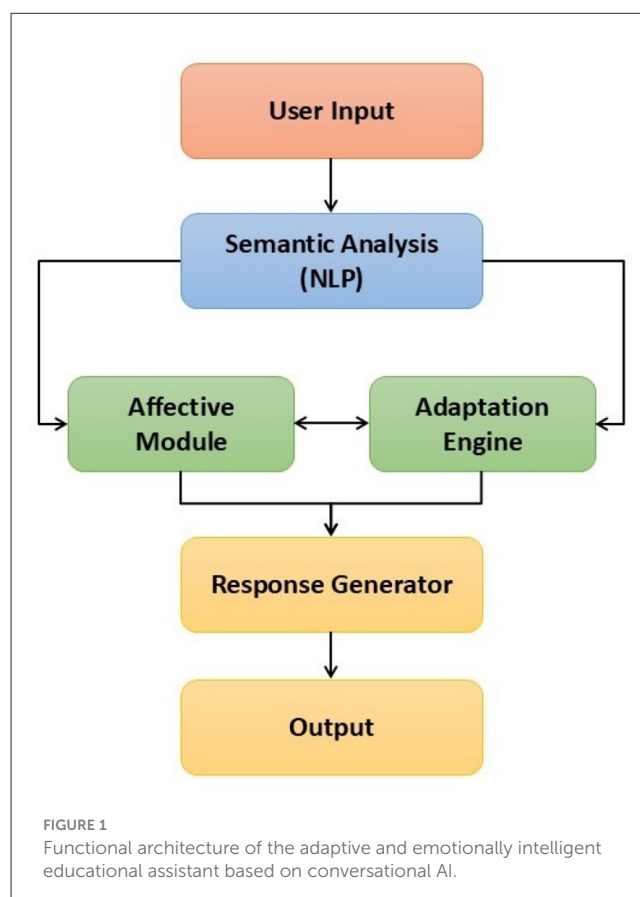 User Input
Semantic Analysis
(NLP)
Affective
Module
Adaptation
Engine
Response Generator
Output
FIGURE 1
Functional architecture of the adaptive and emotionally intelligent
educational assistant based on conversational AI.